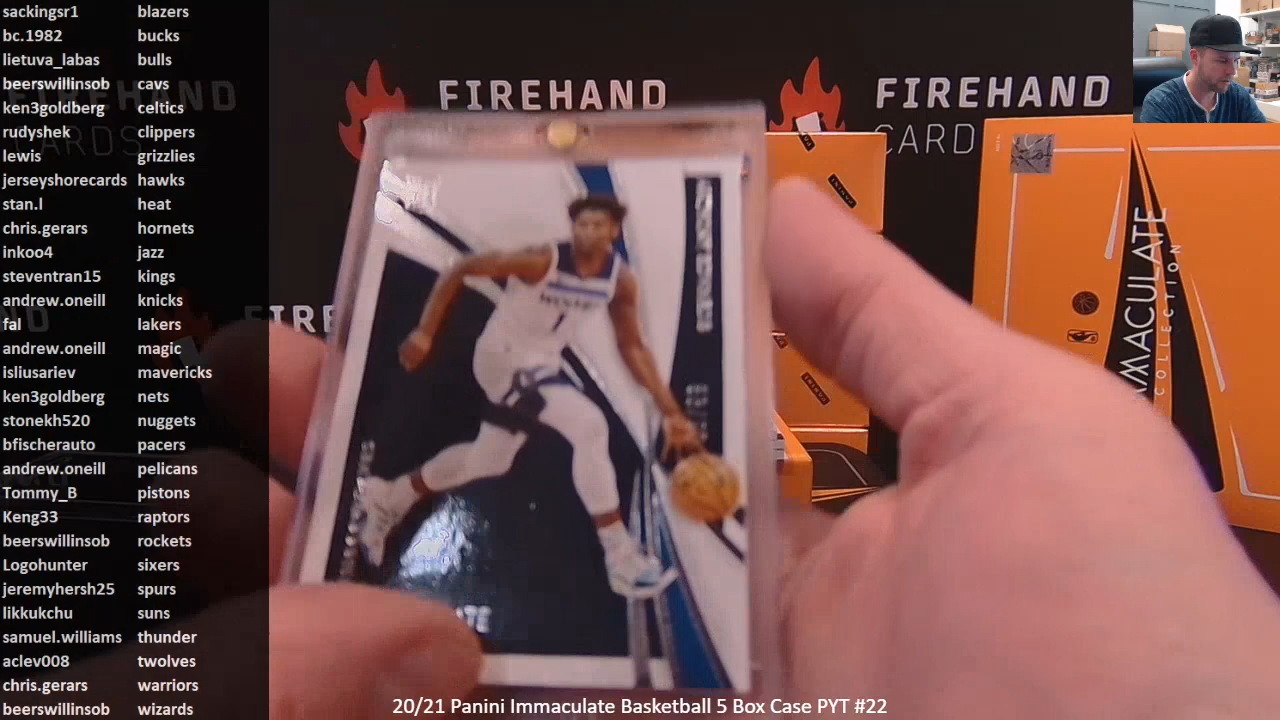 sackingsr1 blazers
bc.1982 bucks
lietuva_labas bulls
beerswillinsob cavs
ken3goldberg celtics
rudyshek clippers
lewis grizzlies
jerseyshorecards hawks
stan.l heat
chris.gerars hornets
inkoo4 jazz
steventran15 kings
andrew.oneill knicks
fal lakers
andrew.oneill magic
isliusariev mavericks
ken3goldberg nets
stonekh520 nuggets
bfischerauto pacers
andrew.oneill pelicans
Tommy_B pistons
Keng33 raptors
beerswillinsob rockets
Logohunter sixers
jeremyhersh25 spurs
likkukchu suns
samuel.williams thunder
aclev008 twolves
chris.gerars warriors
beerswillinsob wizards
FIREHAND
FIREHAND
CARD
IMMACULATE
COLLECTION
20/21 Panini Immaculate Basketball 5 Box Case PYT #22